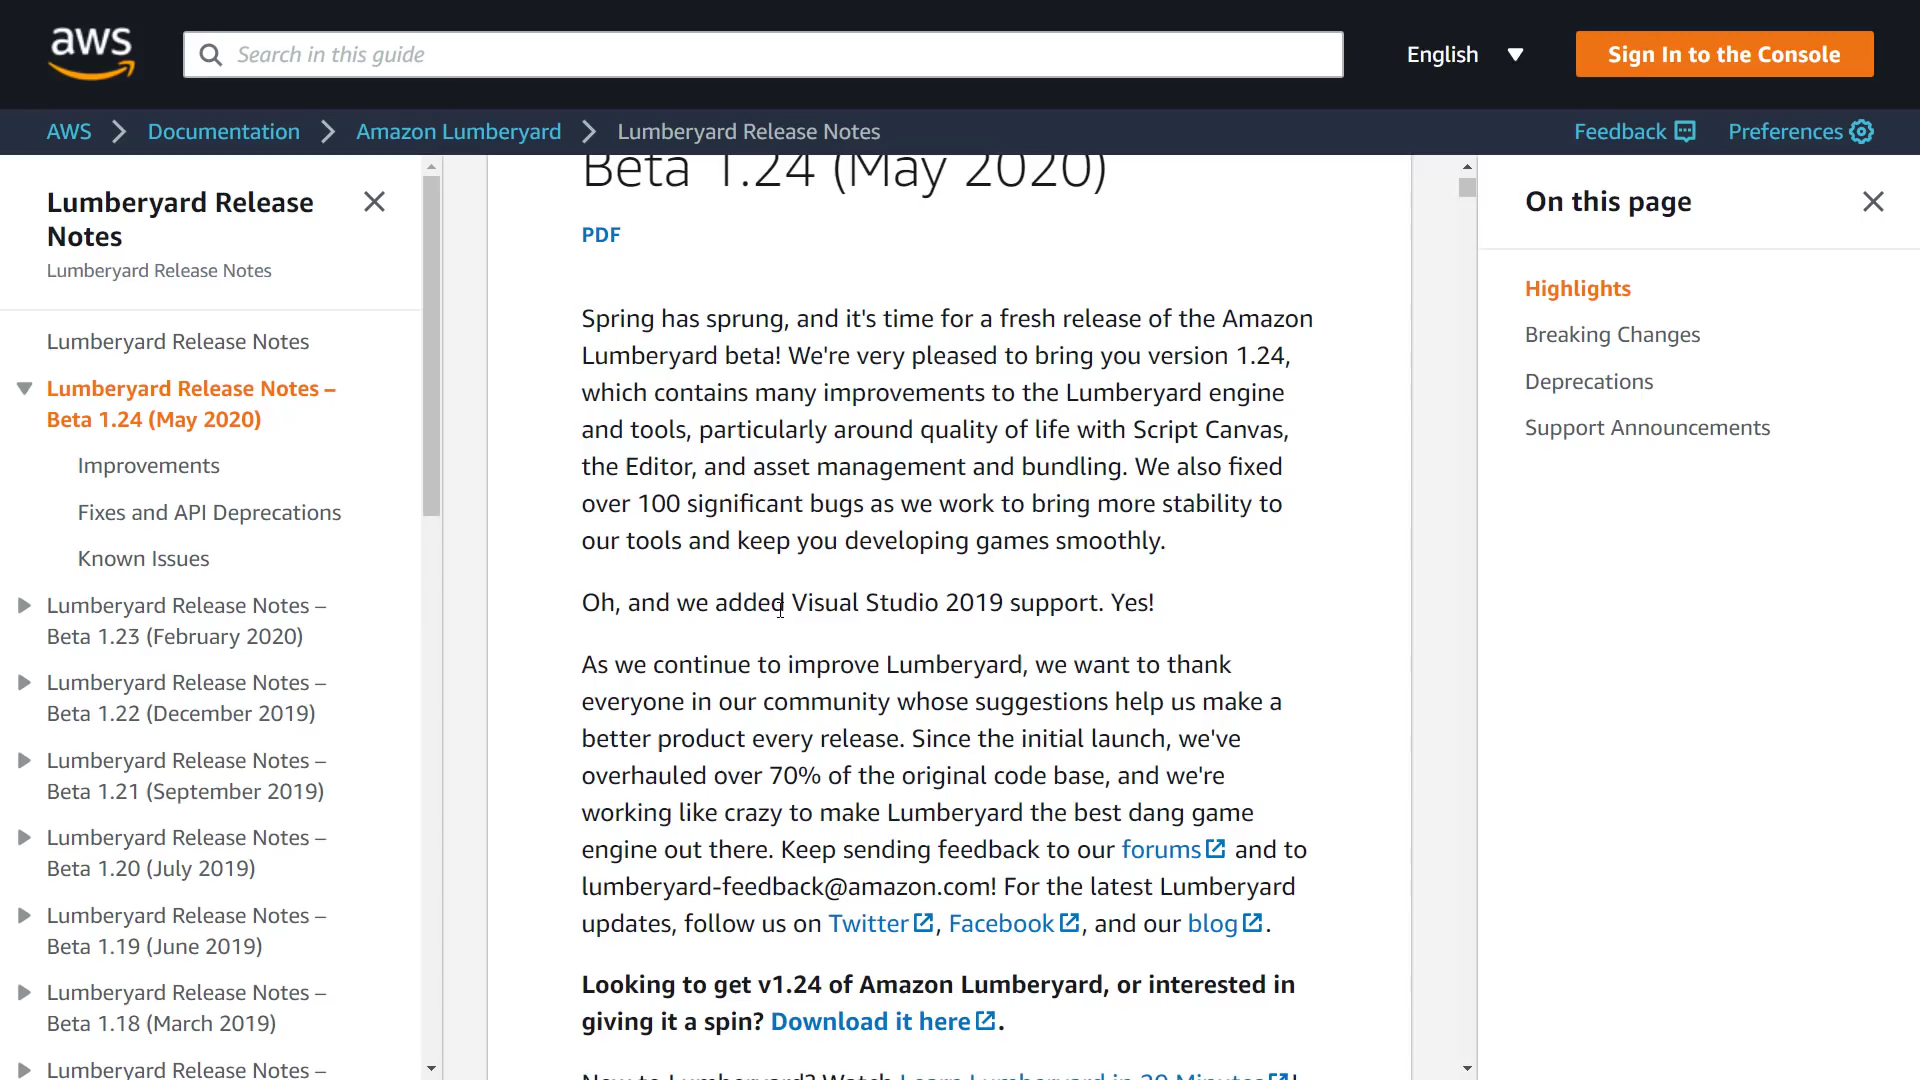 aws
Search in this guide
English
Sign In to the Console
AWS
Documentation
Amazon Lumberyard
Lumberyard Release Notes
Feedback
Preferences
Lumberyard Release
Notes
Lumberyard Release Notes
Lumberyard Release Notes
Lumberyard Release Notes –
Beta 1.24 (May 2020)
Improvements
Fixes and API Deprecations
Known Issues
Lumberyard Release Notes –
Beta 1.23 (February 2020)
Lumberyard Release Notes –
Beta 1.22 (December 2019)
Lumberyard Release Notes –
Beta 1.21 (September 2019)
Lumberyard Release Notes –
Beta 1.20 (July 2019)
Lumberyard Release Notes –
Beta 1.19 (June 2019)
Lumberyard Release Notes –
Beta 1.18 (March 2019)
Lumberyard Release Notes –
Beta 1.24 (May 2020)
PDF
Spring has sprung, and it's time for a fresh release of the Amazon
Lumberyard beta! We're very pleased to bring you version 1.24,
which contains many improvements to the Lumberyard engine
and tools, particularly around quality of life with Script Canvas,
the Editor, and asset management and bundling. We also fixed
over 100 significant bugs as we work to bring more stability to
our tools and keep you developing games smoothly.
Oh, and we added Visual Studio 2019 support. Yes!
As we continue to improve Lumberyard, we want to thank
everyone in our community whose suggestions help us make a
better product every release. Since the initial launch, we've
overhauled over 70% of the original code base, and we're
working like crazy to make Lumberyard the best dang game
engine out there. Keep sending feedback to our forums and to
lumberyard-feedback@amazon.com! For the latest Lumberyard
updates, follow us on Twitter, Facebook, and our blog.
Looking to get v1.24 of Amazon Lumberyard, or interested in
giving it a spin? Download it here.
New to Lumberyard? Watch Learn Lumberyard in 20 Minutes!
On this page
Highlights
Breaking Changes
Deprecations
Support Announcements